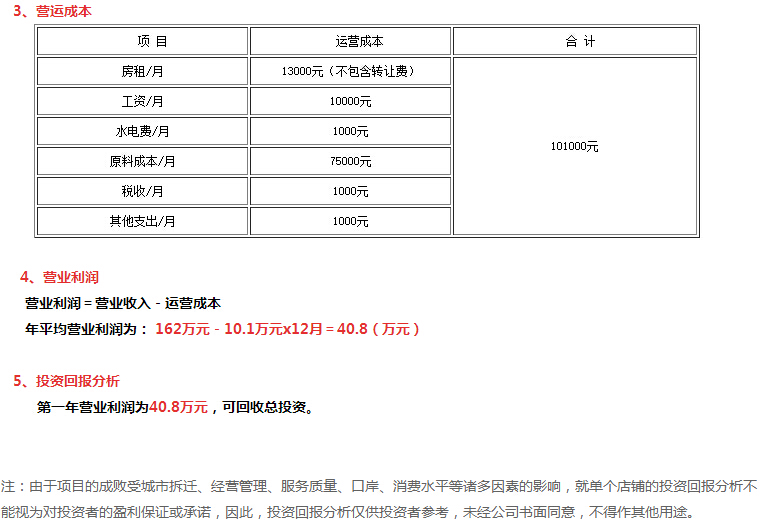 3、营运成本
项 目 运营成本 合 计
房租/月 13000元（不包含转让费）
工资/月 10000元
水电费/月 1000元
101000元
原料成本/月 75000元
税收/月 1000元
其他支出/月 1000元
4、营业利润
营业利润＝营业收入－运营成本
年平均营业利润为： 162万元－10.1万元x12月＝40.8（万元）
5、投资回报分析
第一年营业利润为40.8万元，可回收总投资。
注：由于项目的成败受城市拆迁、经营管理、服务质量、口岸、消费水平等诸多因素的影响，就单个店铺的投资回报分析不
能视为对投资者的盈利保证或承诺，因此，投资回报分析仅供投资者参考，未经公司书面同意，不得作其他用途。